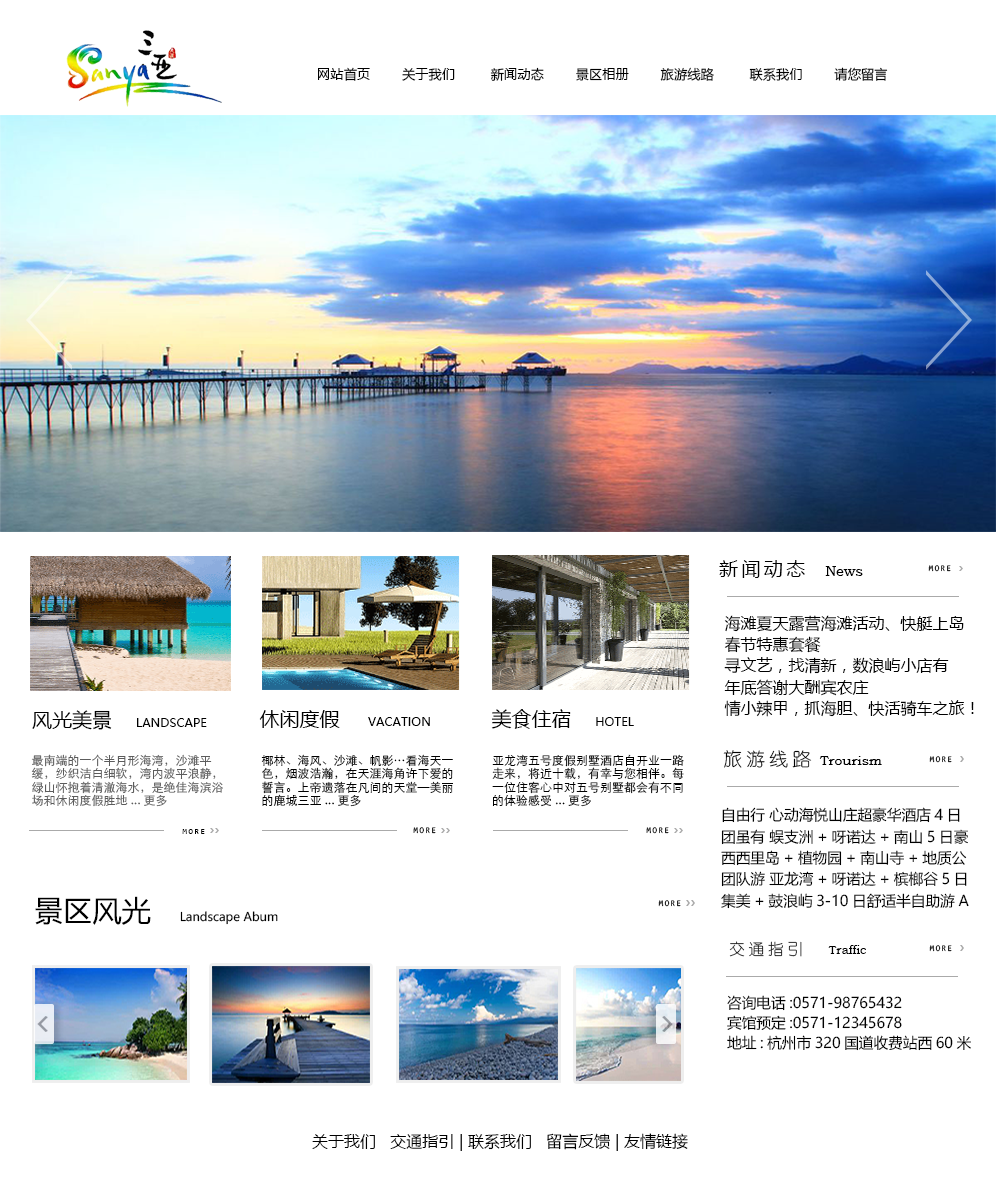 Sanya三亚
网站首页 关于我们 新闻动态 景区相册 旅游线路 联系我们 请您留言
风光美景 LANDSCAPE
最南端的一个半月形海湾，沙滩平
缓，纱织洁白细软，湾内波平浪静，
绿山怀抱着清澈海水，是绝佳海滨浴
场和休闲度假胜地 ... 更多
MORE >>
休闲度假 VACATION
椰林、海风、沙滩、帆影…看海天一
色，烟波浩瀚，在天涯海角许下爱的
誓言。上帝遗落在凡间的天堂—美丽
的鹿城三亚 ... 更多
MORE >>
美食住宿 HOTEL
亚龙湾五号度假别墅酒店自开业一路
走来，将近十载，有幸与您相伴。每
一位住客心中对五号别墅都会有不同
的体验感受 ... 更多
MORE >>
新闻动态 News MORE >
海滩夏天露营海滩活动、快艇上岛
春节特惠套餐
寻文艺，找清新，数浪屿小店有
年底答谢大酬宾农庄
情小辣甲，抓海胆、快活骑车之旅！
旅游线路 Trourism MORE >
自由行 心动海悦山庄超豪华酒店 4 日
团虽有 蜈支洲 + 呀诺达 + 南山 5 日豪
西西里岛 + 植物园 + 南山寺 + 地质公
团队游 亚龙湾 + 呀诺达 + 槟榔谷 5 日
集美 + 鼓浪屿 3-10 日舒适半自助游 A
交通指引 Traffic MORE >
咨询电话 :0571-98765432
宾馆预定 :0571-12345678
地址 : 杭州市 320 国道收费站西 60 米
景区风光 Landscape Abum MORE >>
关于我们 交通指引 | 联系我们 留言反馈 | 友情链接